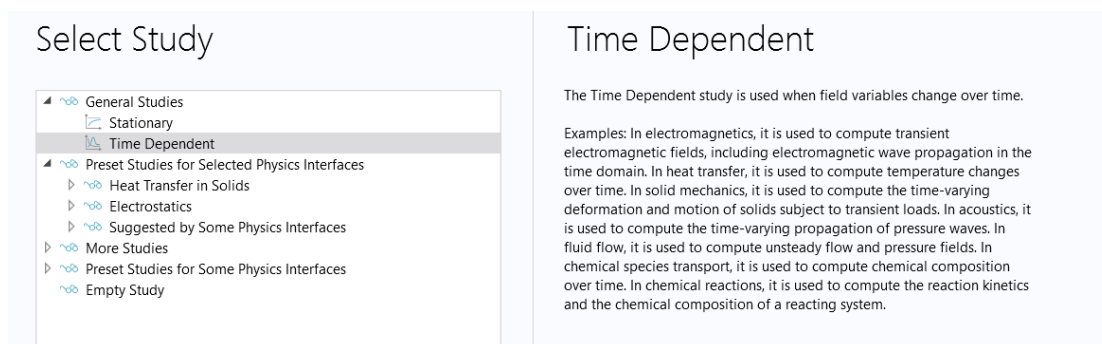 Select Study
General Studies
Stationary
Time Dependent
Preset Studies for Selected Physics Interfaces
Heat Transfer in Solids
Electrostatics
Suggested by Some Physics Interfaces
More Studies
Preset Studies for Some Physics Interfaces
Empty Study
Time Dependent
The Time Dependent study is used when field variables change over time.
Examples: In electromagnetics, it is used to compute transient
electromagnetic fields, including electromagnetic wave propagation in the
time domain. In heat transfer, it is used to compute temperature changes
over time. In solid mechanics, it is used to compute the time-varying
deformation and motion of solids subject to transient loads. In acoustics, it
is used to compute the time-varying propagation of pressure waves. In
fluid flow, it is used to compute unsteady flow and pressure fields. In
chemical species transport, it is used to compute chemical composition
over time. In chemical reactions, it is used to compute the reaction kinetics
and the chemical composition of a reacting system.